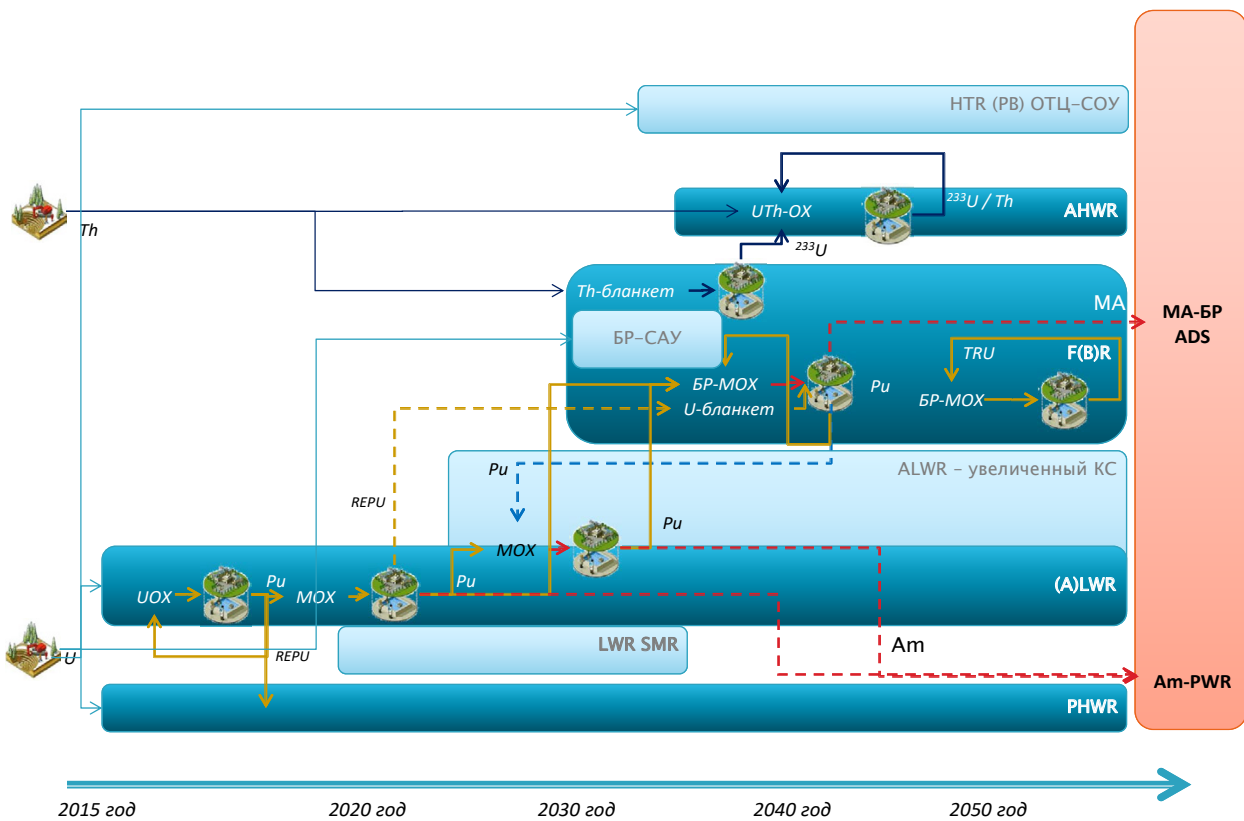 HTR (PB) ОТЦ–СОУ
Th
UTh-OX
²³³U / Th
AHWR
²³³U
Th-бланкет
MA
МА-БР
ADS
БР–САУ
F(B)R
TRU
БР-МОХ
Pu
БР-МОХ
U-бланкет
Pu
ALWR – увеличенный КС
REPU
Pu
MOX
UOX
Pu
MOX
Pu
(A)LWR
U
REPU
LWR SMR
Am
Am-PWR
PHWR
2015 год
2020 год
2030 год
2040 год
2050 год